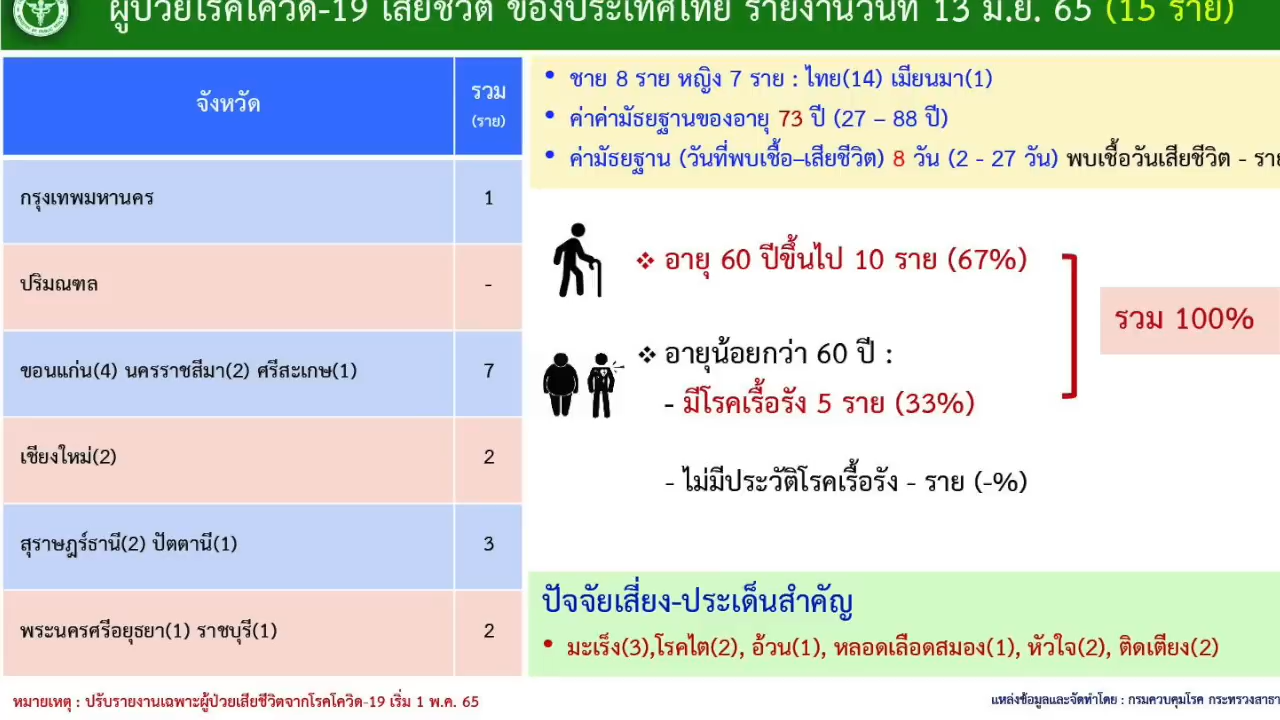 ผู้ป่วยโรคโควิด-19 เสียชีวิต ของประเทศไทย รายงานวันที่ 13 มิ.ย. 65 (15 ราย)
จังหวัด
รวม
(ราย)
กรุงเทพมหานคร
1
ปริมณฑล
-
ขอนแก่น(4) นครราชสีมา(2) ศรีสะเกษ(1)
7
เชียงใหม่(2)
2
สุราษฎร์ธานี(2) ปัตตานี(1)
3
พระนครศรีอยุธยา(1) ราชบุรี(1)
2
• ชาย 8 ราย หญิง 7 ราย : ไทย(14) เมียนมา(1)
• ค่าค่ามัธยฐานของอายุ 73 ปี (27 – 88 ปี)
• ค่ามัธยฐาน (วันที่พบเชื้อ–เสียชีวิต) 8 วัน (2 - 27 วัน) พบเชื้อวันเสียชีวิต - ราย
❖ อายุ 60 ปีขึ้นไป 10 ราย (67%)
❖ อายุน้อยกว่า 60 ปี :
- มีโรคเรื้อรัง 5 ราย (33%)
- ไม่มีประวัติโรคเรื้อรัง - ราย (-%)
รวม 100%
ปัจจัยเสี่ยง-ประเด็นสำคัญ
• มะเร็ง(3),โรคไต(2), อ้วน(1), หลอดเลือดสมอง(1), หัวใจ(2), ติดเตียง(2)
หมายเหตุ : ปรับรายงานเฉพาะผู้ป่วยเสียชีวิตจากโรคโควิด-19 เริ่ม 1 พ.ค. 65
แหล่งข้อมูลและจัดทำโดย : กรมควบคุมโรค กระทรวงสาธา